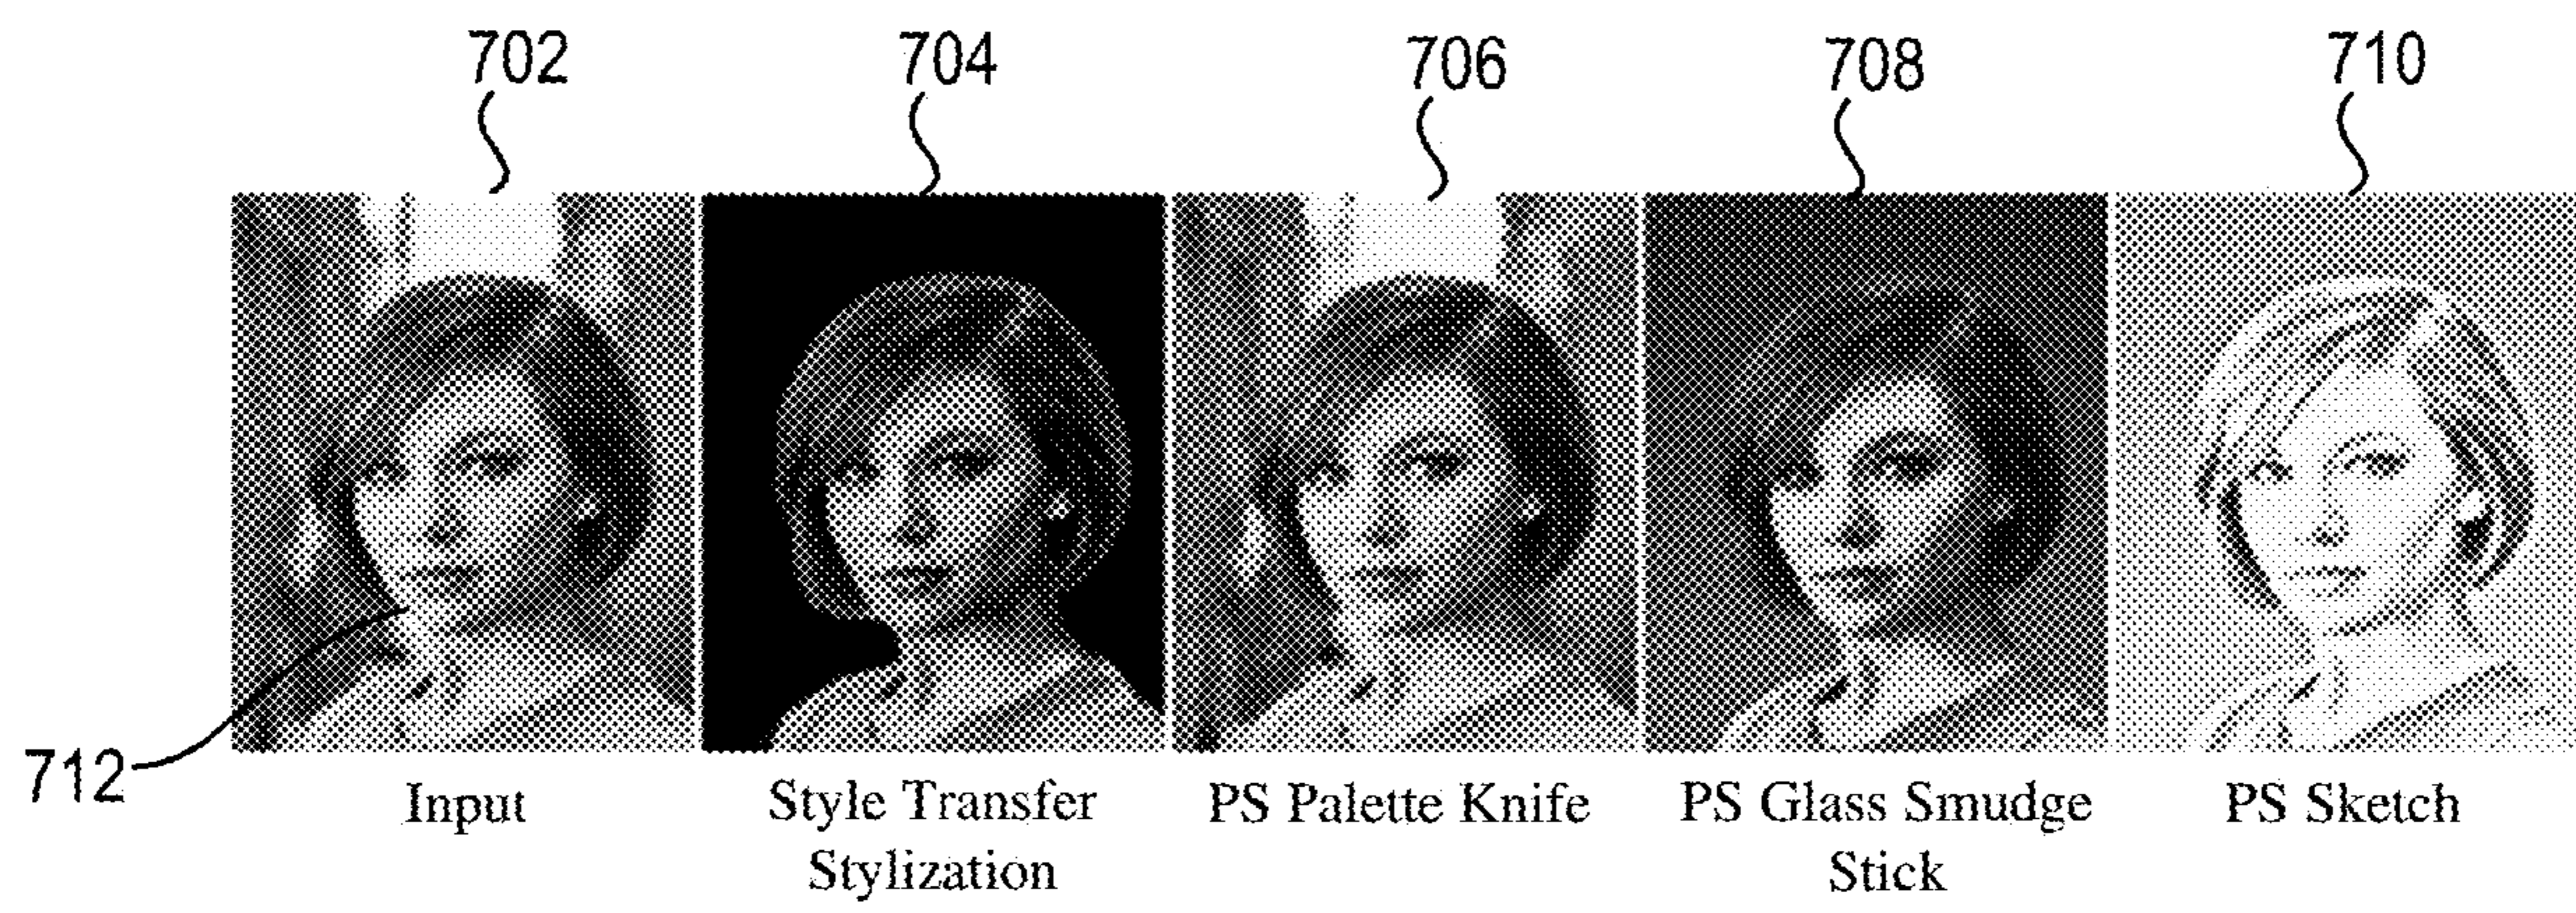 702
704
706
708
710
712
Input
Style Transfer
Stylization
PS Palette Knife
PS Glass Smudge
Stick
PS Sketch